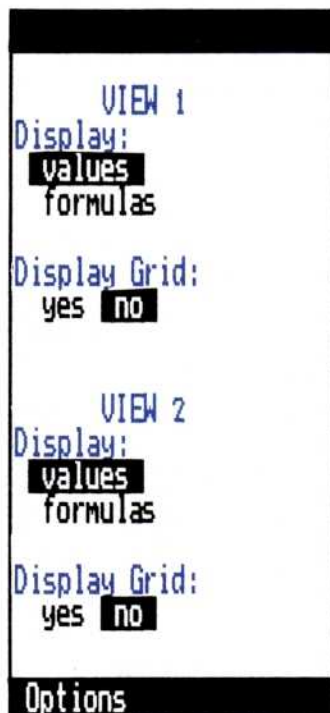 VIEW 1
Display:
values
formulas
Display Grid:
yes no
VIEW 2
Display:
values
formulas
Display Grid:
yes no
Options